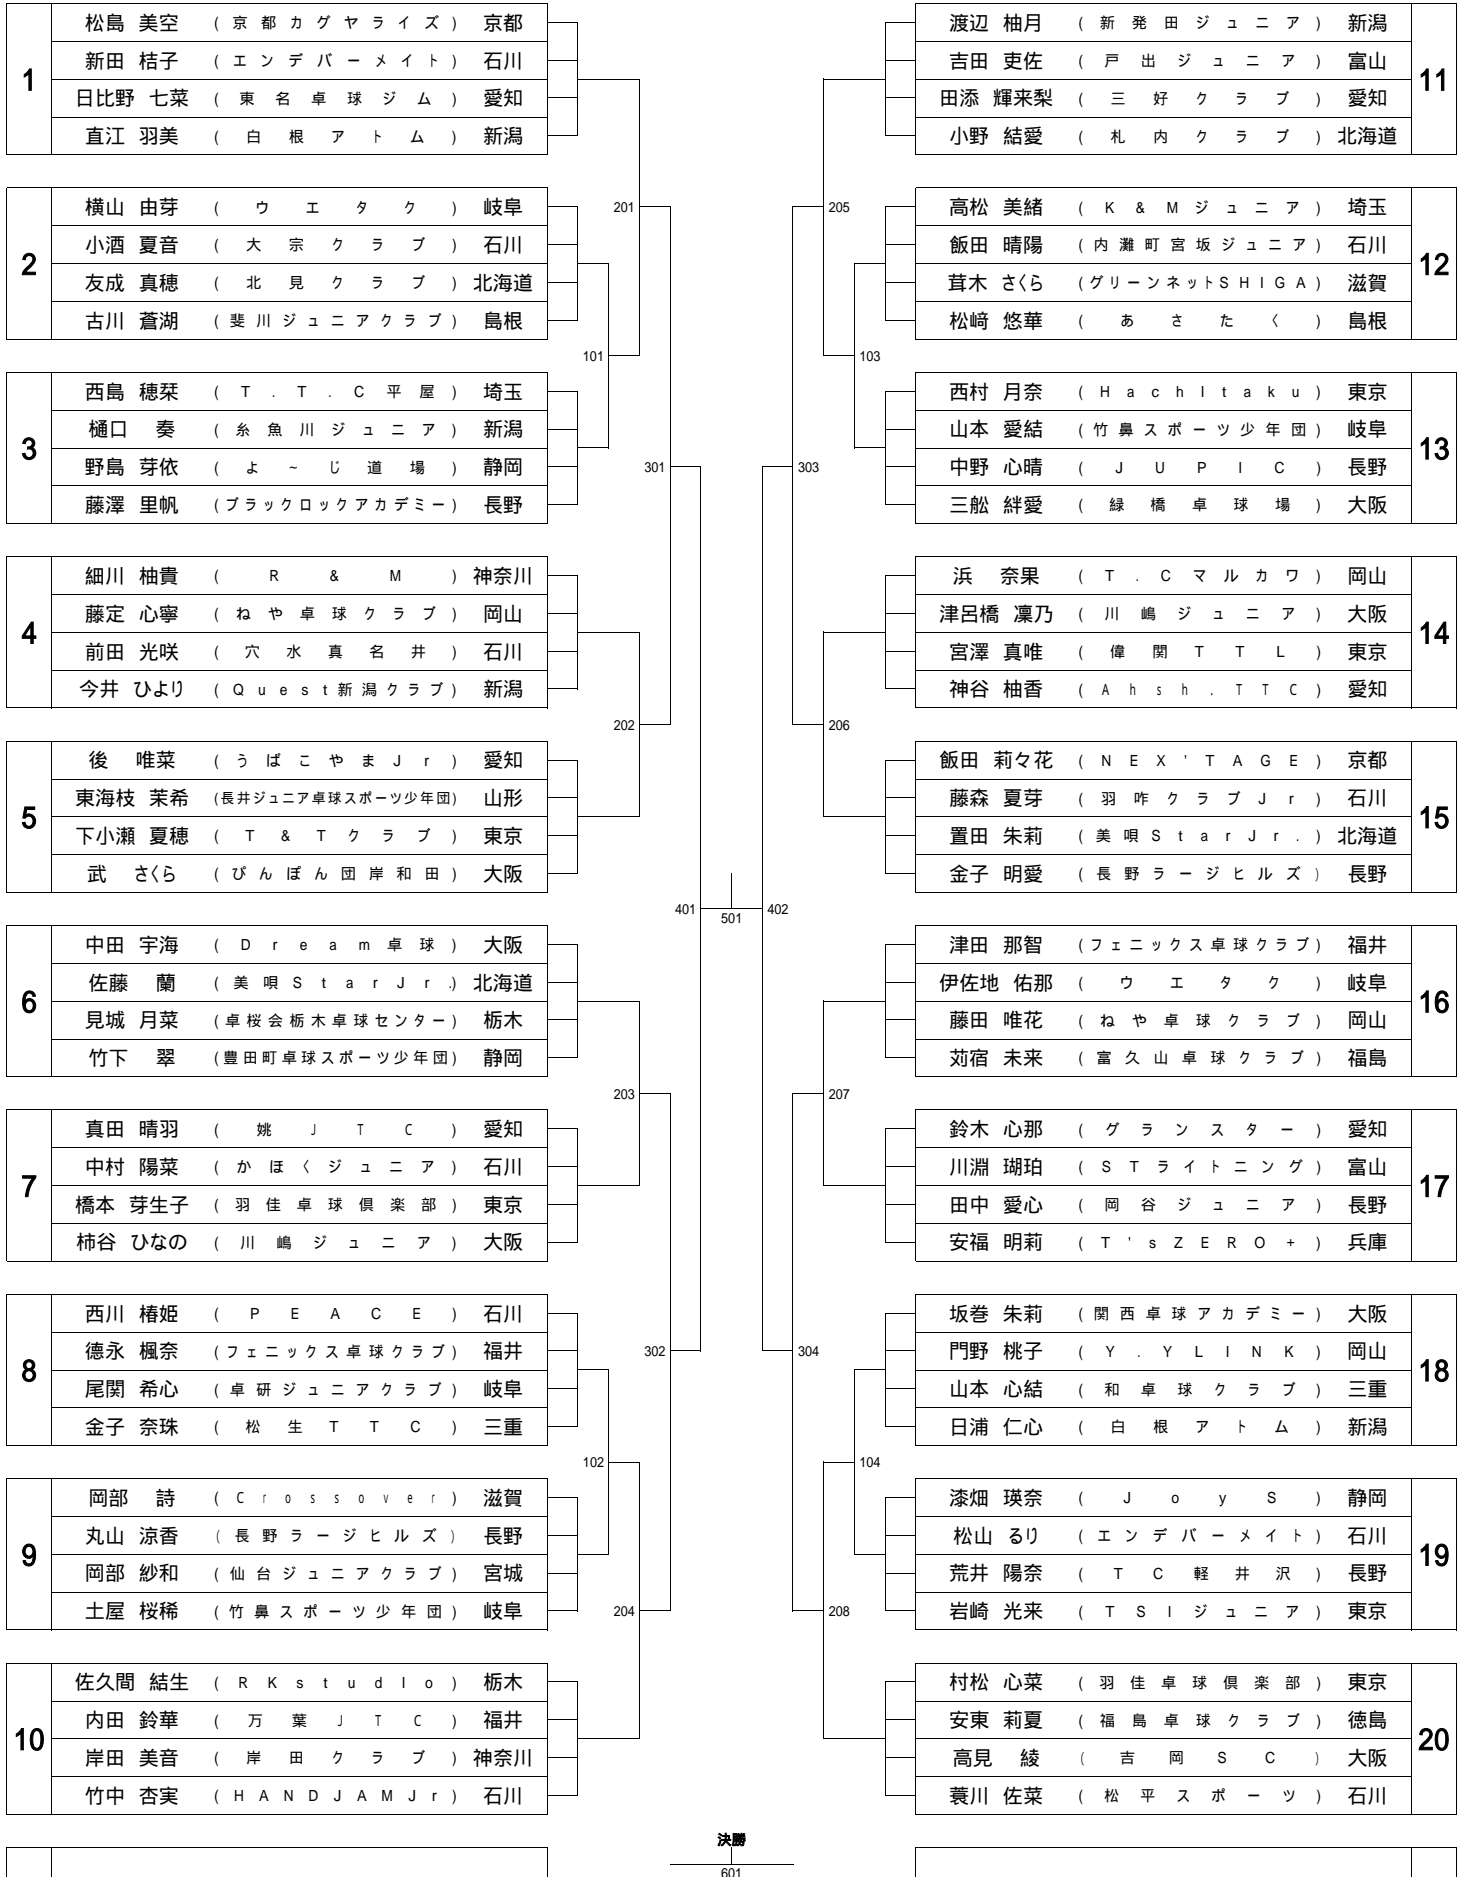 1
松島 美空 (京都カグヤライズ) 京都
新田 桔子 (エンデバーメイト) 石川
日比野 七菜 (東名卓球ジム) 愛知
直江 羽美 (白根アトム) 新潟
2
横山 由芽 (ウエタク) 岐阜
小酒 夏音 (大宗クラブ) 石川
友成 真穂 (北見クラブ) 北海道
古川 蒼湖 (斐川ジュニアクラブ) 島根
3
西島 穂栞 (T.T.C平屋) 埼玉
樋口 奏 (糸魚川ジュニア) 新潟
野島 芽依 (よ~じ道場) 静岡
藤澤 里帆 (ブラックロックアカデミー) 長野
4
細川 柚貴 (R&M) 神奈川
藤定 心寧 (ねや卓球クラブ) 岡山
前田 光咲 (穴水真名井) 石川
今井 ひより (Quest新潟クラブ) 新潟
5
後 唯菜 (うばこやまJr) 愛知
東海枝 茉希 (長井ジュニア卓球スポーツ少年団) 山形
下小瀬 夏穂 (T&Tクラブ) 東京
武 さくら (ぴんぽん団岸和田) 大阪
6
中田 宇海 (Dream卓球) 大阪
佐藤 蘭 (美唄StarJr.) 北海道
見城 月菜 (卓桜会栃木卓球センター) 栃木
竹下 翠 (豊田町卓球スポーツ少年団) 静岡
7
真田 晴羽 (姚JTC) 愛知
中村 陽菜 (かほくジュニア) 石川
橋本 芽生子 (羽佳卓球倶楽部) 東京
柿谷 ひなの (川嶋ジュニア) 大阪
8
西川 椿姫 (PEACE) 石川
德永 楓奈 (フェニックス卓球クラブ) 福井
尾関 希心 (卓研ジュニアクラブ) 岐阜
金子 奈珠 (松生TTC) 三重
9
岡部 詩 (Crossover) 滋賀
丸山 涼香 (長野ラージヒルズ) 長野
岡部 紗和 (仙台ジュニアクラブ) 宮城
土屋 桜稀 (竹鼻スポーツ少年団) 岐阜
10
佐久間 結生 (RKstudIo) 栃木
内田 鈴華 (万葉JTC) 福井
岸田 美音 (岸田クラブ) 神奈川
竹中 杏実 (HANDJAMJr) 石川
201
101
301
202
401
203
302
102
204
501
205
103
303
206
402
207
304
104
208
渡辺 柚月 (新発田ジュニア) 新潟
吉田 吏佐 (戸出ジュニア) 富山
田添 輝来梨 (三好クラブ) 愛知
小野 結愛 (札内クラブ) 北海道
11
高松 美緒 (K&Mジュニア) 埼玉
飯田 晴陽 (内灘町宮坂ジュニア) 石川
茸木 さくら (グリーンネットSHIGA) 滋賀
松﨑 悠華 (あさたく) 島根
12
西村 月奈 (HachItaku) 東京
山本 愛結 (竹鼻スポーツ少年団) 岐阜
中野 心晴 (JUPIC) 長野
三舩 絆愛 (緑橋卓球場) 大阪
13
浜 奈果 (T.Cマルカワ) 岡山
津呂橋 凜乃 (川嶋ジュニア) 大阪
宮澤 真唯 (偉関TTL) 東京
神谷 柚香 (Ahsh.TTC) 愛知
14
飯田 莉々花 (NEX'TAGE) 京都
藤森 夏芽 (羽咋クラブJr) 石川
置田 朱莉 (美唄StarJr.) 北海道
金子 明愛 (長野ラージヒルズ) 長野
15
津田 那智 (フェニックス卓球クラブ) 福井
伊佐地 佑那 (ウエタク) 岐阜
藤田 唯花 (ねや卓球クラブ) 岡山
苅宿 未来 (富久山卓球クラブ) 福島
16
鈴木 心那 (グランスター) 愛知
川淵 瑚珀 (STライトニング) 富山
田中 愛心 (岡谷ジュニア) 長野
安福 明莉 (T'sZERO+) 兵庫
17
坂巻 朱莉 (関西卓球アカデミー) 大阪
門野 桃子 (Y.YLINK) 岡山
山本 心結 (和卓球クラブ) 三重
日浦 仁心 (白根アトム) 新潟
18
漆畑 瑛奈 (JoyS) 静岡
松山 るり (エンデバーメイト) 石川
荒井 陽奈 (TC軽井沢) 長野
岩崎 光来 (TSIジュニア) 東京
19
村松 心菜 (羽佳卓球倶楽部) 東京
安東 莉夏 (福島卓球クラブ) 徳島
高見 綾 (吉岡SC) 大阪
蓑川 佐菜 (松平スポーツ) 石川
20
決勝
601